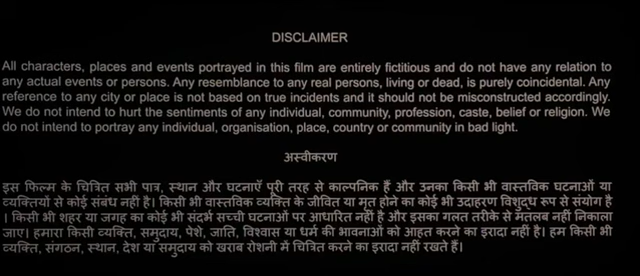 DISCLAIMER
All characters, places and events portrayed in this film are entirely fictitious and do not have any relation to
any actual events or persons. Any resemblance to any real persons, living or dead, is purely coincidental. Any
reference to any city or place is not based on true incidents and it should not be misconstructed accordingly.
We do not intend to hurt the sentiments of any individual, community, profession, caste, belief or religion. We
do not intend to portray any individual, organisation, place, country or community in bad light.
अस्वीकरण
इस फिल्म के चित्रित सभी पात्र, स्थान और घटनाएँ पूरी तरह से काल्पनिक हैं और उनका किसी भी वास्तविक घटनाओं या
व्यक्तियों से कोई संबंध नहीं है। किसी भी वास्तविक व्यक्ति के जीवित या मृत होने का कोई भी उदाहरण विशुद्ध रूप से संयोग है
। किसी भी शहर या जगह का कोई भी संदर्भ सच्ची घटनाओं पर आधारित नहीं है और इसका गलत तरीके से मतलब नहीं निकाला
जाए। हमारा किसी व्यक्ति, समुदाय, पेशे, जाति, विश्वास या धर्म की भावनाओं को आहत करने का इरादा नहीं है। हम किसी भी
व्यक्ति, संगठन, स्थान, देश या समुदाय को खराब रोशनी में चित्रित करने का इरादा नहीं रखते हैं।